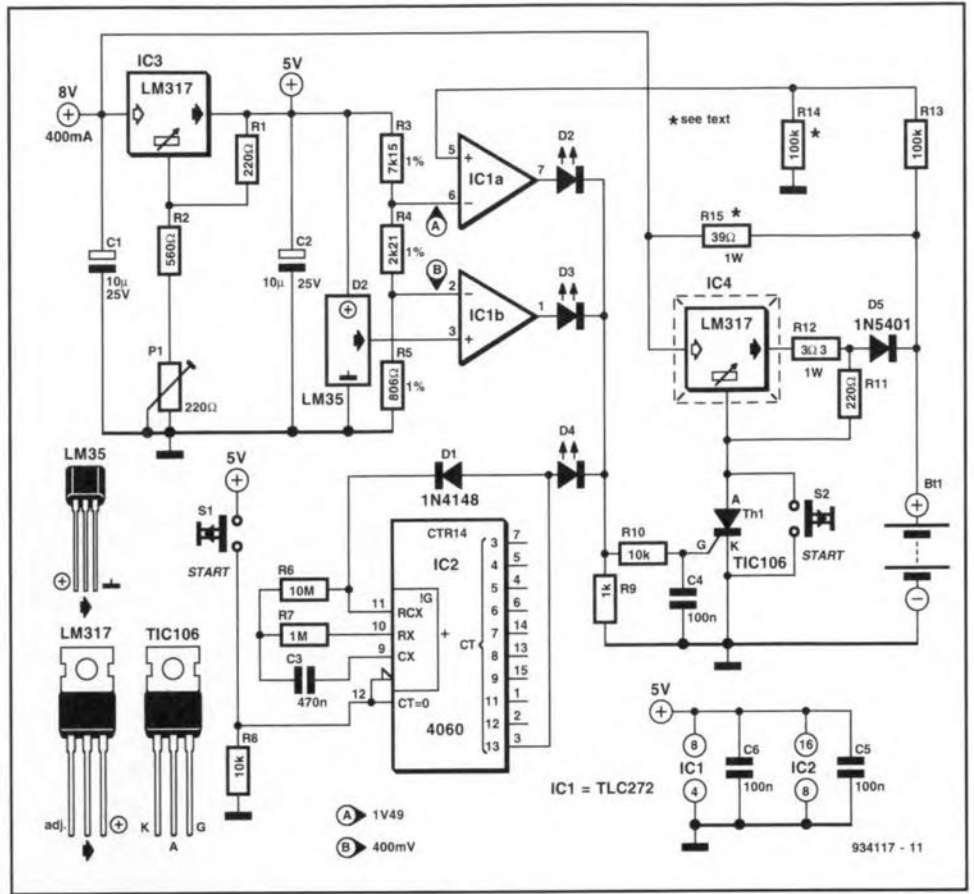 IC3
8V
LM317
5V
400mA
R1
220Ω
R2
560Ω
C1
10µ
25V
C2
10µ
25V
P1
220Ω
R3
7k15
1%
R4
2k21
1%
R5
806Ω
1%
D2
LM35
A
B
5
6
IC1a
7
D2
2
3
IC1b
1
D3
R14
100k
*
* see text
R13
100k
R15 *
39Ω
1W
IC4
LM317
R12
3Ω3
1W
D5
1N5401
R11
220Ω
Bt1
D1
1N4148
D4
LM35
5V
S1
START
R6
10M
R7
1M
C3
470n
R8
10k
CTR14
IC2
!G
11
RCX
10
RX
9
CX
+
12
CT=0
4060
CT
3
7
4
5
5
4
6
6
7
14
8
13
9
15
11
1
12
2
13
3
R10
10k
R9
1k
C4
100n
G
A
Th1
K
TIC106
S2
START
LM317
TIC106
adj.
K
A
G
A
1V49
B
400mV
5V
8
IC1
4
C6
100n
16
IC2
8
C5
100n
IC1 = TLC272
934117 - 11